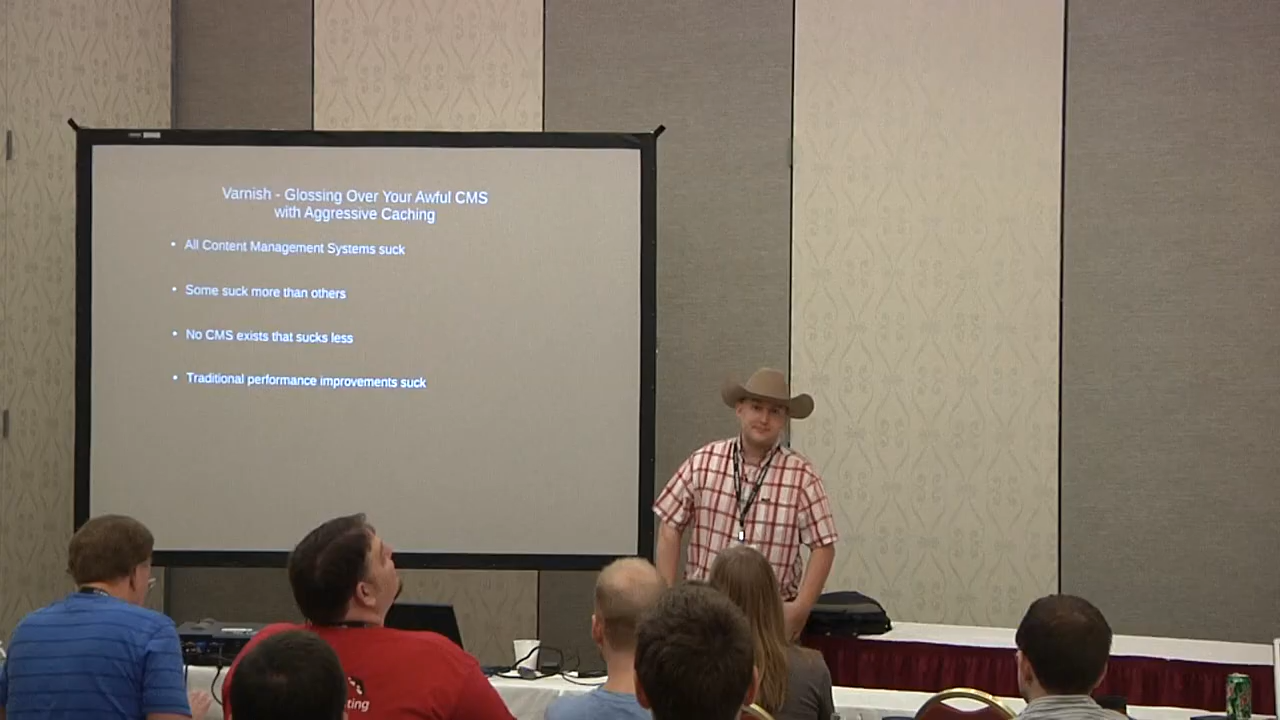 Varnish - Glossing Over Your Awful CMS
with Aggressive Caching
• All Content Management Systems suck
• Some suck more than others
• No CMS exists that sucks less
• Traditional performance improvements suck